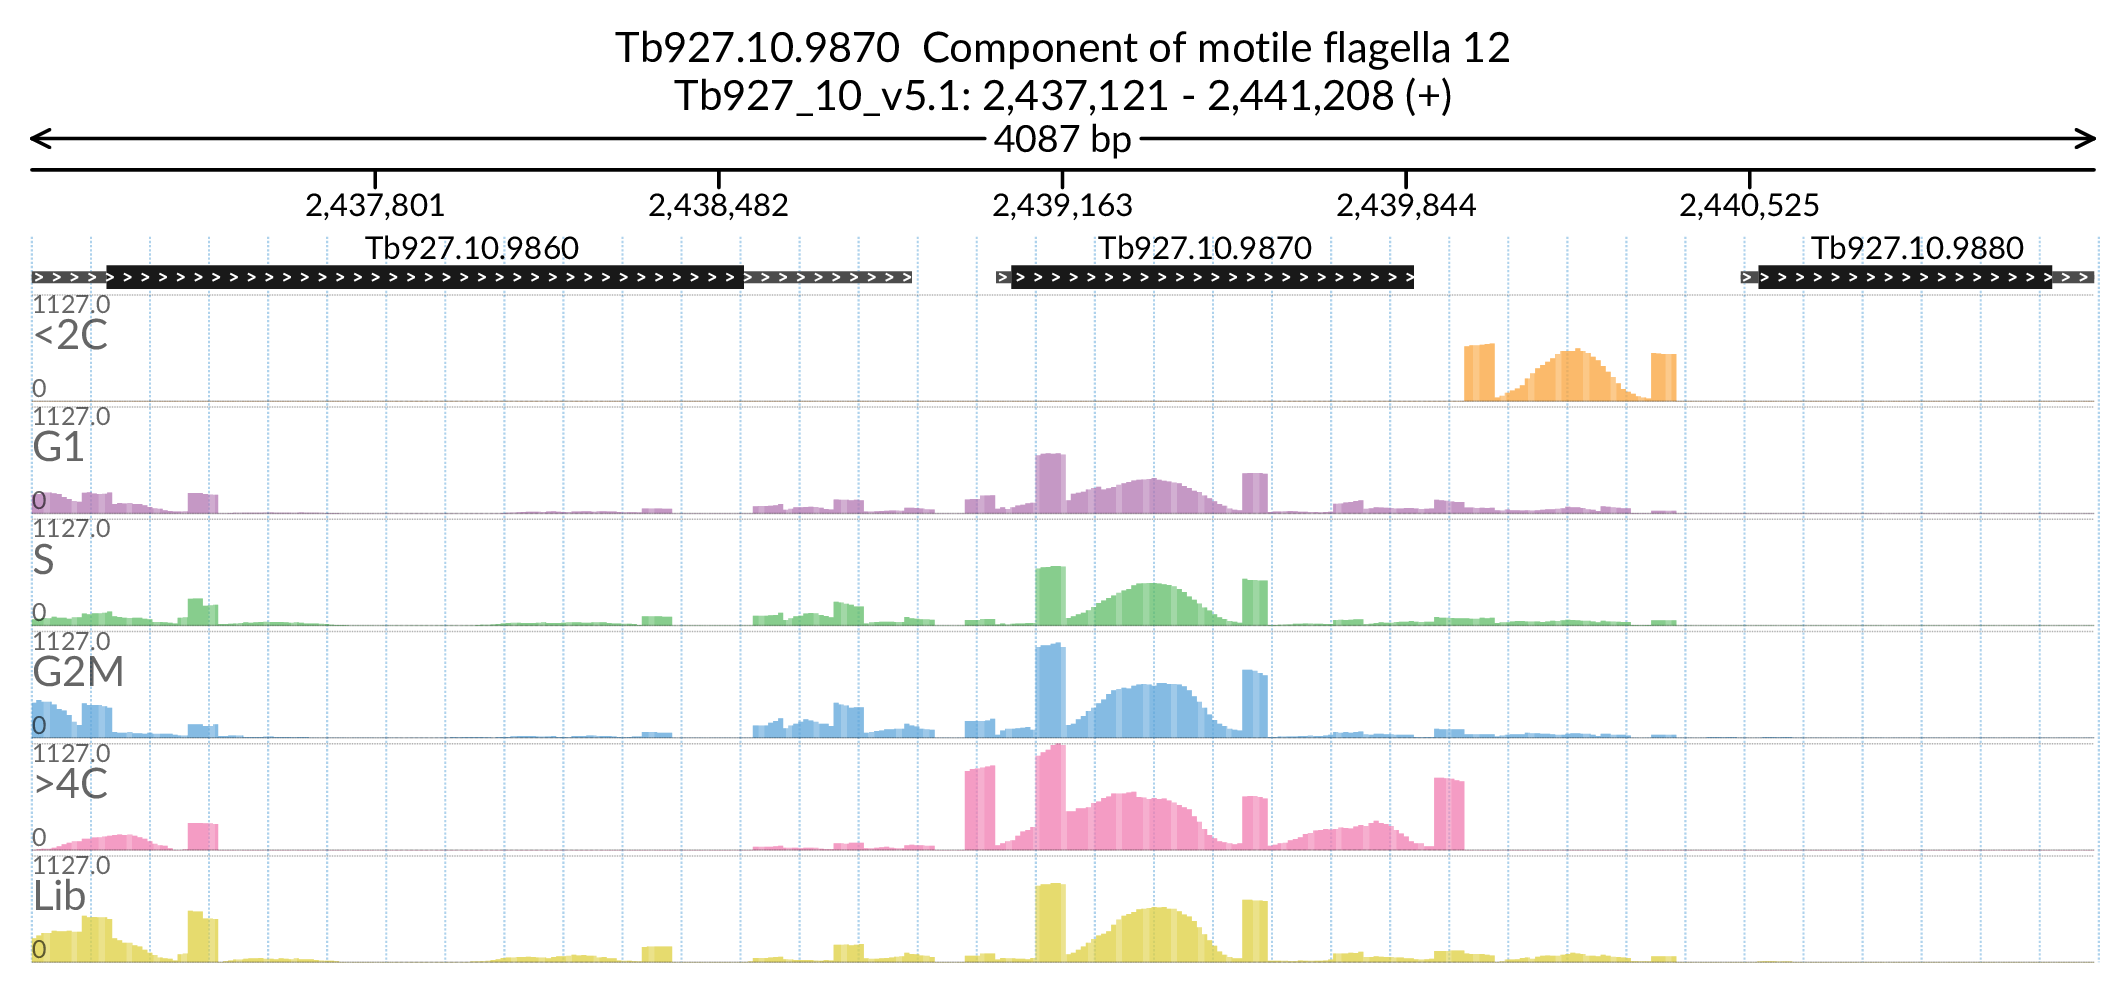 Tb927.10.9870  Component of motile flagella 12
Tb927_10_v5.1: 2,437,121 - 2,441,208 (+)
4087 bp
2,437,801 2,438,482 2,439,163 2,439,844 2,440,525
Tb927.10.9860 Tb927.10.9870 Tb927.10.9880
1127.0
<2C
0
1127.0
G1
0
1127.0
S
0
1127.0
G2M
0
1127.0
>4C
0
1127.0
Lib
0